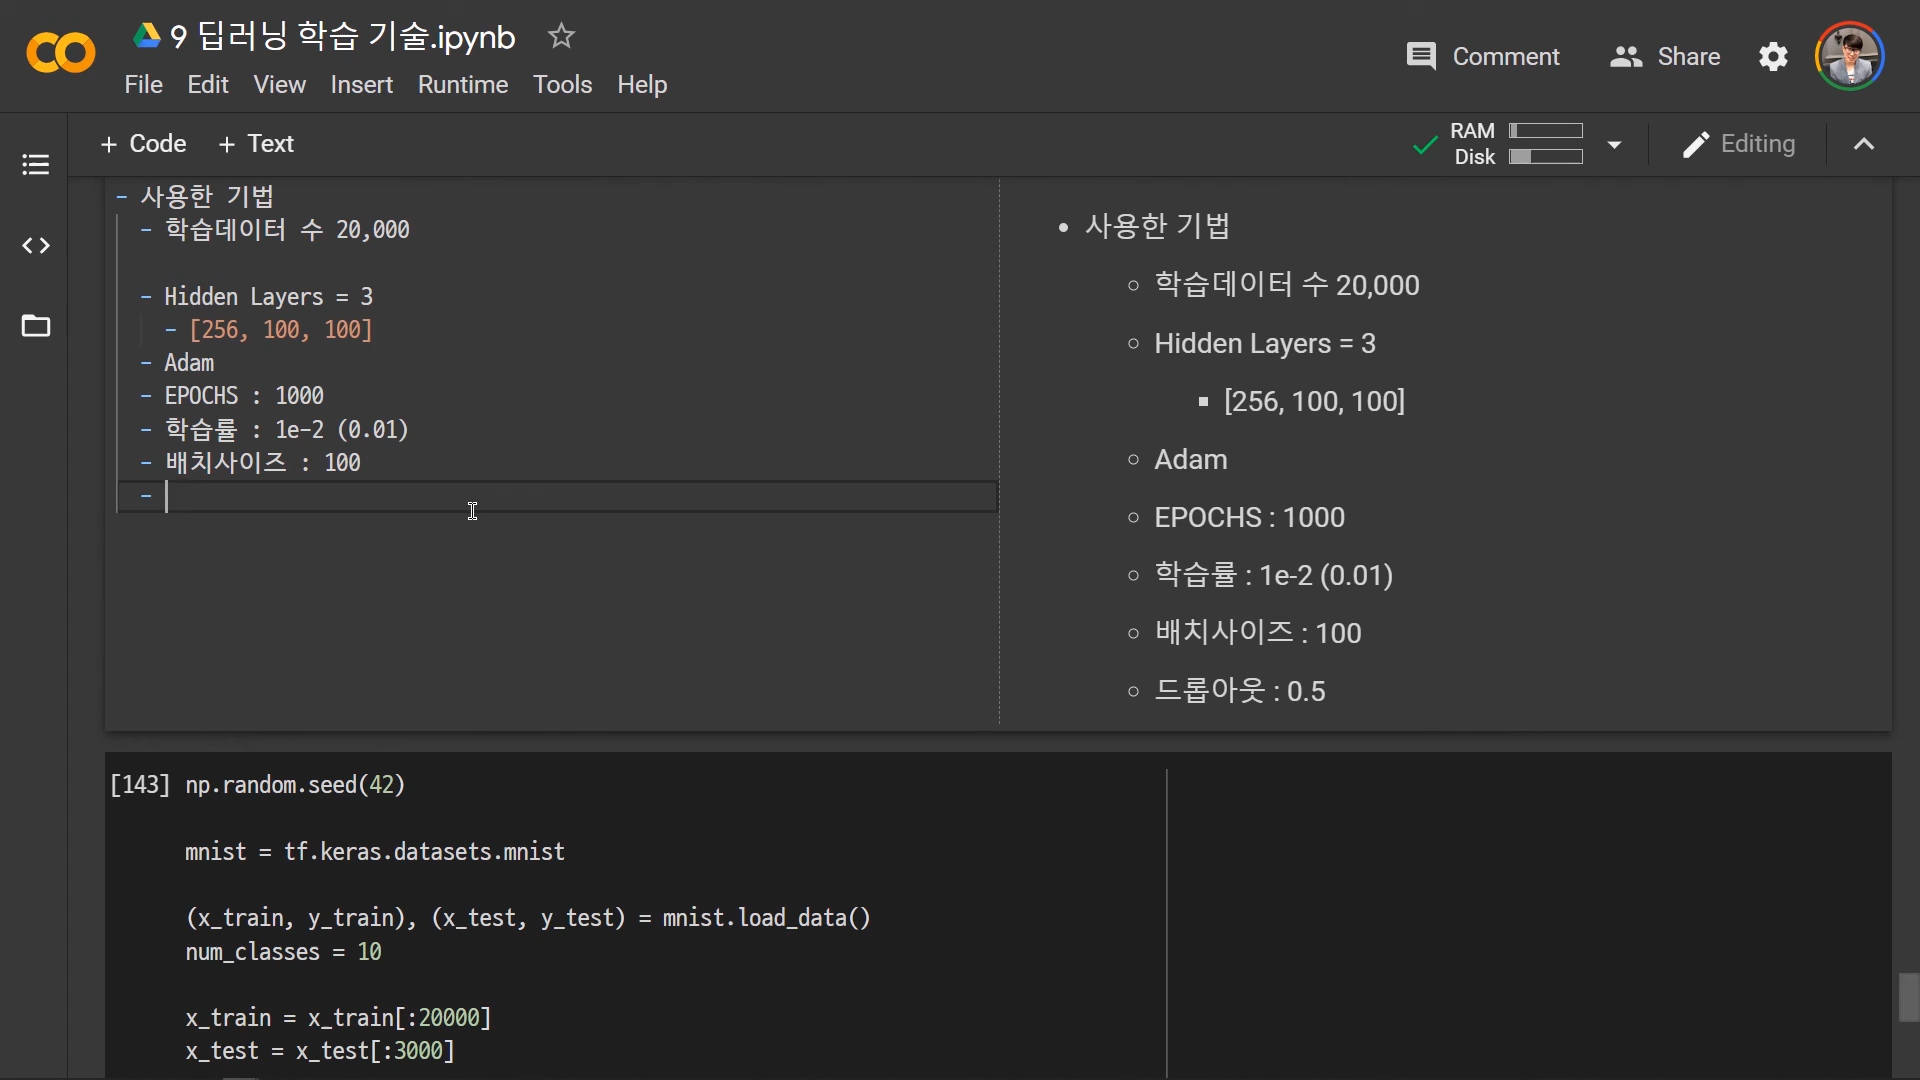 9 딥러닝 학습 기술.ipynb
Comment
Share
File Edit View Insert Runtime Tools Help
+ Code + Text
RAM
Disk
Editing
- 사용한 기법
- 학습데이터 수 20,000
- Hidden Layers = 3
- [256, 100, 100]
- Adam
- EPOCHS : 1000
- 학습률 : 1e-2 (0.01)
- 배치사이즈 : 100
-
사용한 기법
학습데이터 수 20,000
Hidden Layers = 3
[256, 100, 100]
Adam
EPOCHS : 1000
학습률 : 1e-2 (0.01)
배치사이즈 : 100
드롭아웃 : 0.5
[143] np.random.seed(42)
mnist = tf.keras.datasets.mnist
(x_train, y_train), (x_test, y_test) = mnist.load_data()
num_classes = 10
x_train = x_train[:20000]
x_test = x_test[:3000]